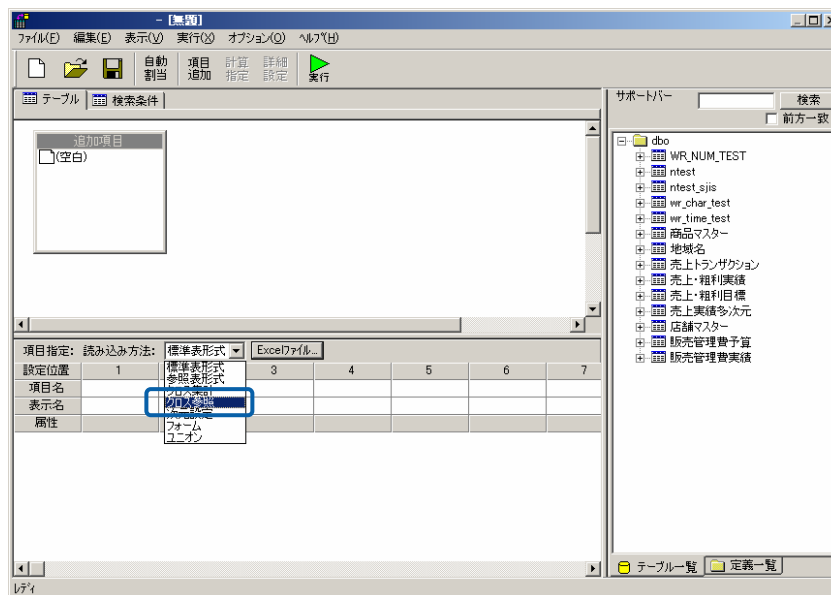 - [無題]
ファイル(F) 編集(E) 表示(V) 実行(X) オプション(O) ヘルプ(H)
自動割当 項目追加 計算指定 詳細設定 実行
テーブル 検索条件
追加項目
(空白)
項目指定: 読み込み方法: 標準表形式 Excelファイル...
設定位置 1 3 4 5 6 7
項目名
表示名
属性
標準表形式
参照表形式
クロス集計
クロス参照
次元設定
フォーム
ユニオン
サポートバー 検索
前方一致
dbo
WR_NUM_TEST
ntest
ntest_sjis
wr_char_test
wr_time_test
商品マスター
地域名
売上トランザクション
売上・粗利実績
売上・粗利目標
売上実績多次元
店舗マスター
販売管理費予算
販売管理費実績
テーブル一覧 定義一覧
レディ